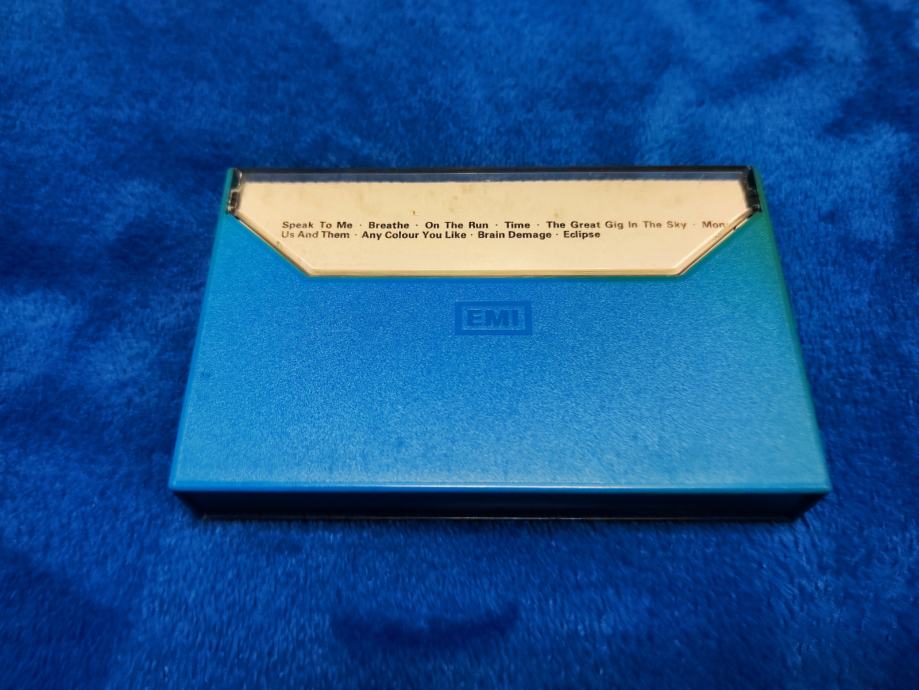 Speak To Me · Breathe · On The Run · Time · The Great Gig In The Sky · Mon
Us And Them · Any Colour You Like · Brain Demage · Eclipse
EMI